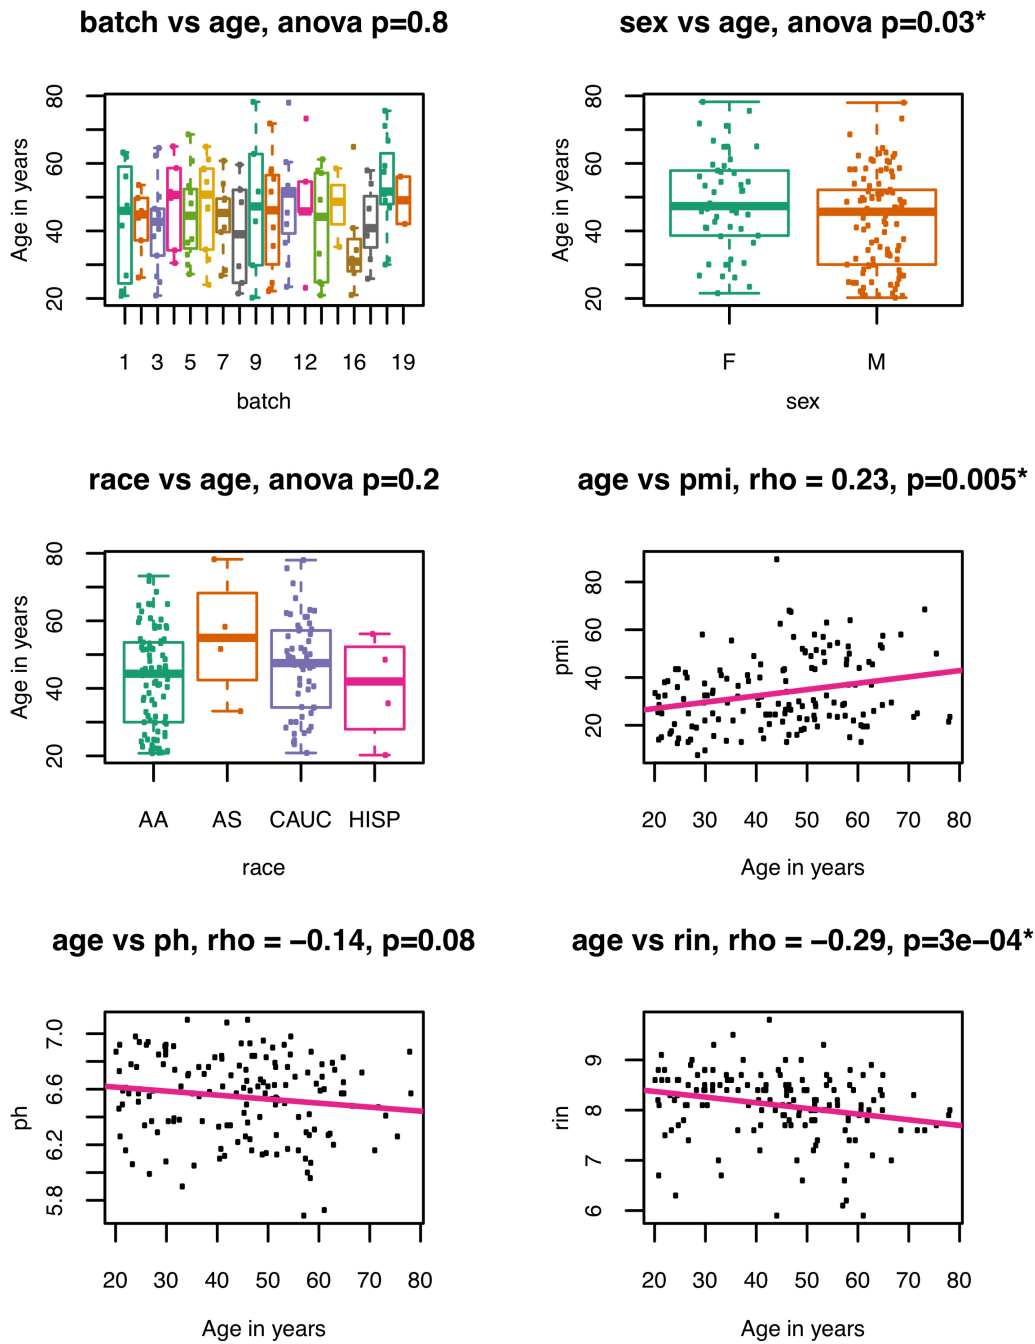 batch vs age, anova p=0.8
Age in years
20 40 60 80
1 3 5 7 9 12 16 19
batch
sex vs age, anova p=0.03*
Age in years
20 40 60 80
F M
sex
race vs age, anova p=0.2
Age in years
20 40 60 80
AA AS CAUC HISP
race
age vs pmi, rho = 0.23, p=0.005*
pmi
20 40 60 80
20 30 40 50 60 70 80
Age in years
age vs ph, rho = −0.14, p=0.08
ph
5.8 6.2 6.6 7.0
20 30 40 50 60 70 80
Age in years
age vs rin, rho = −0.29, p=3e−04*
rin
6 7 8 9
20 30 40 50 60 70 80
Age in years